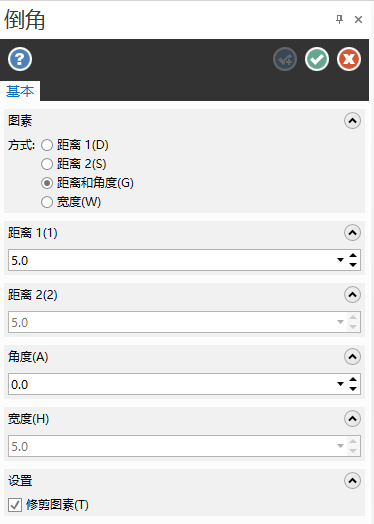 倒角
基本
图素
方式: 距离 1(D)
距离 2(S)
距离和角度(G)
宽度(W)
距离 1(1)
5.0
距离 2(2)
5.0
角度(A)
0.0
宽度(H)
5.0
设置
修剪图素(T)